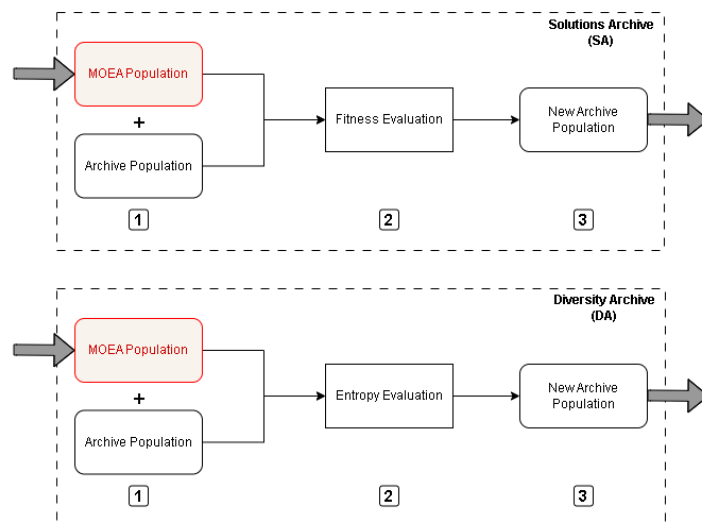 Solutions Archive
(SA)
MOEA Population
+
Archive Population
Fitness Evaluation
New Archive
Population
1
2
3
Diversity Archive
(DA)
MOEA Population
+
Archive Population
Entropy Evaluation
New Archive
Population
1
2
3